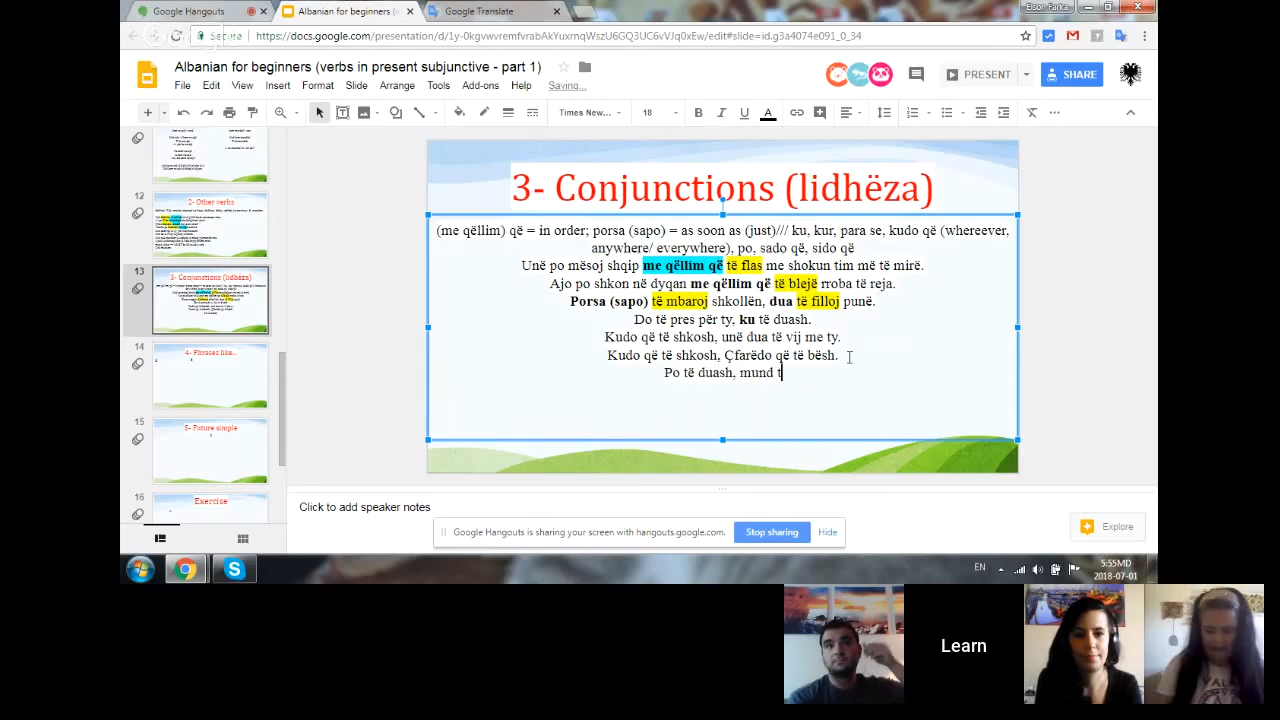 Google Hangouts
Albanian for beginners (v
Google Translate
Elson Farka
Secure
https://docs.google.com/presentation/d/1y-0kgvwvremfvrabAkYuxrnqWszU6GQ3UC6vVJq0xEw/edit#slide=id.g3a4074e091_0_34
Albanian for beginners (verbs in present subjunctive - part 1)
File Edit View Insert Format Slide Arrange Tools Add-ons Help Saving...
PRESENT
SHARE
Times New...
18
B I U A
12
2- Other verbs
13
3- Conjunctions (lidhëza)
14
4- Phrases like...
15
5- Future simple
16
Exercise
3- Conjunctions (lidhëza)
(me qëllim) që = in order; porsa (sapo) = as soon as (just)/// ku, kur, para se, kudo që (whereever,
anywhere/ everywhere), po, sado që, sido që
Unë po mësoj shqip me qëllim që të flas me shokun tim më të mirë.
Ajo po shkon në dyqan me qëllim që të blejë rroba të reja.
Porsa (sapo) të mbaroj shkollën, dua të filloj punë.
Do të pres për ty, ku të duash.
Kudo që të shkosh, unë dua të vij me ty.
Kudo që të shkosh, Çfarëdo që të bësh.
Po të duash, mund t
Click to add speaker notes
Google Hangouts is sharing your screen with hangouts.google.com.
Stop sharing
Hide
Explore
EN
5:55MD
2018-07-01
Learn